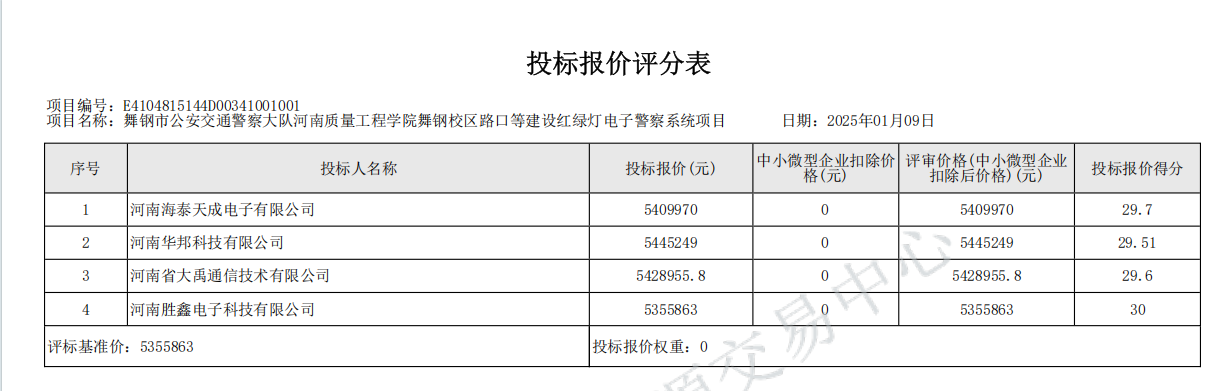 投标报价评分表
项目编号：E4104815144D00341001001
项目名称：舞钢市公安交通警察大队河南质量工程学院舞钢校区路口等建设红绿灯电子警察系统项目 日期：2025年01月09日
序号 投标人名称 投标报价(元) 中小微型企业扣除价格(元) 评审价格(中小微型企业扣除后价格)(元) 投标报价得分
1 河南海泰天成电子有限公司 5409970 0 5409970 29.7
2 河南华邦科技有限公司 5445249 0 5445249 29.51
3 河南省大禹通信技术有限公司 5428955.8 0 5428955.8 29.6
4 河南胜鑫电子科技有限公司 5355863 0 5355863 30
评标基准价：5355863 投标报价权重：0
源交易中心